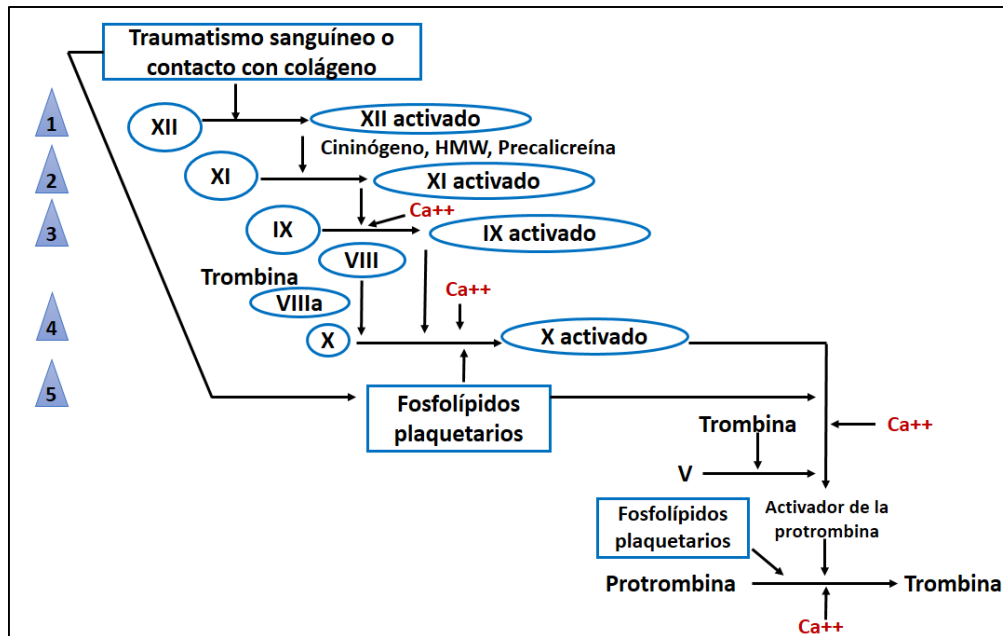 Traumatismo sanguíneo o
contacto con colágeno
1
XII
XII activado
Cininógeno, HMW, Precalicreína
2
XI
XI activado
3
Ca++
IX
IX activado
VIII
Trombina
VIIIa
Ca++
4
X
X activado
5
Fosfolípidos
plaquetarios
Trombina
Ca++
V
Fosfolípidos
plaquetarios
Activador de la
protrombina
Protrombina
Trombina
Ca++